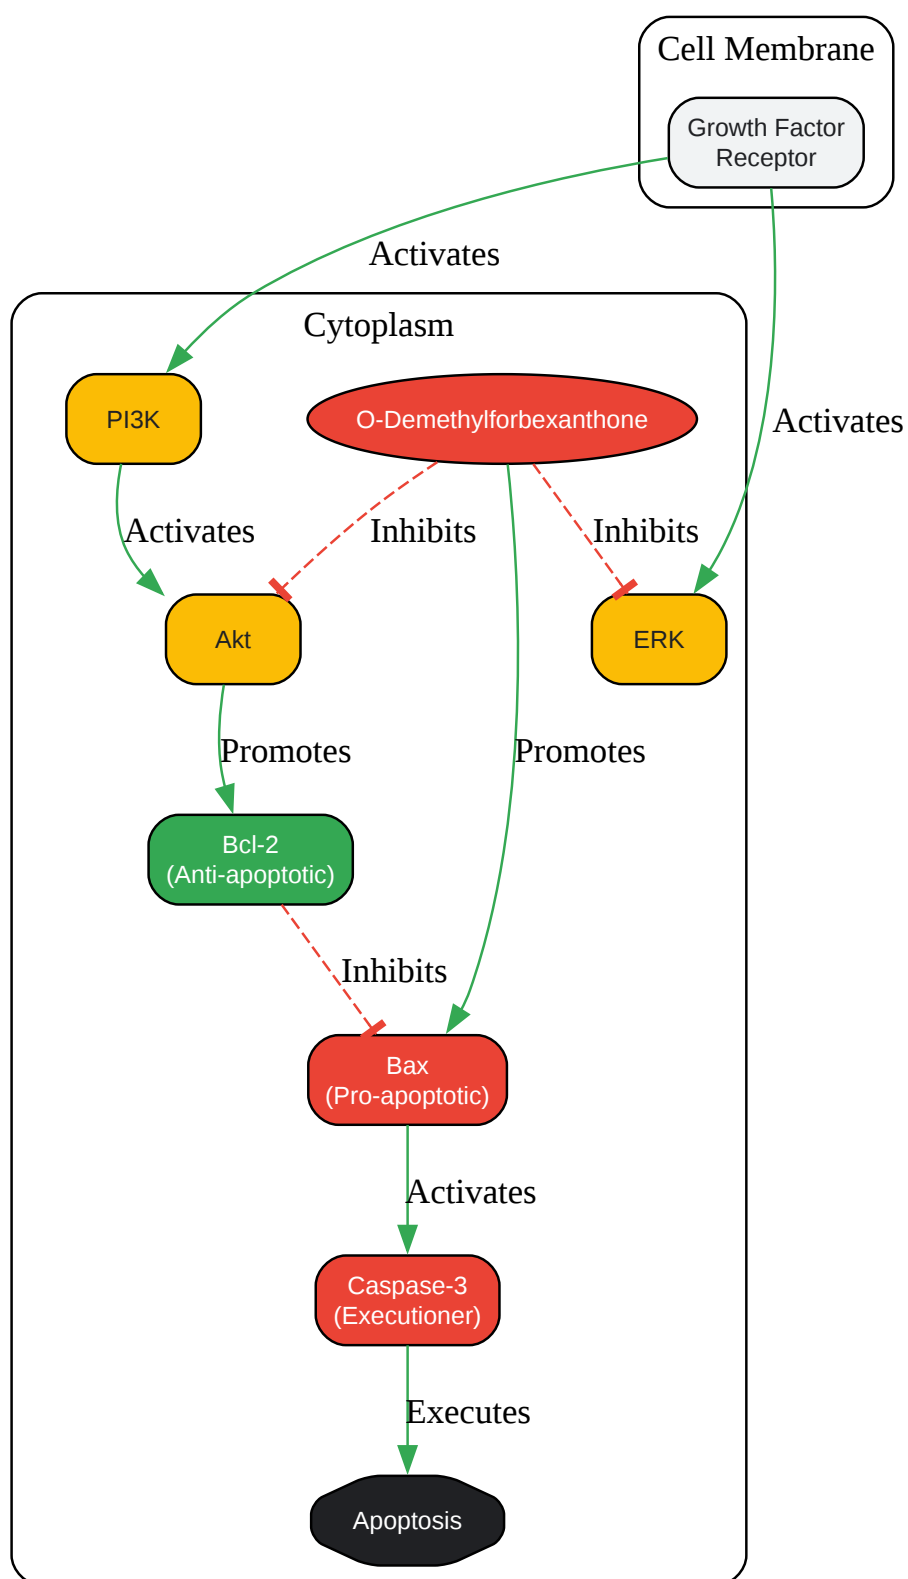 Cell Membrane
Growth Factor
Receptor
Activates
Cytoplasm
PI3K
O-Demethylforbexanthone
Activates
Activates
Inhibits
Inhibits
Akt
ERK
Promotes
Promotes
Bcl-2
(Anti-apoptotic)
Inhibits
Bax
(Pro-apoptotic)
Activates
Caspase-3
(Executioner)
Executes
Apoptosis